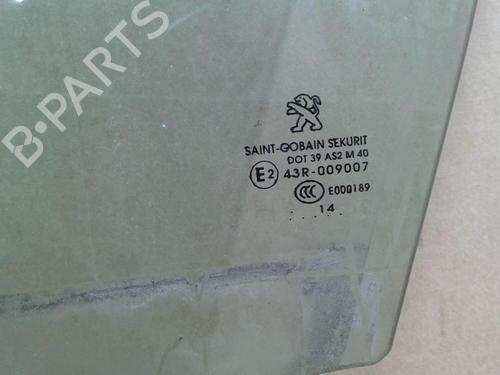 B-PARTS
SAINT-GOBAIN SEKURIT
DOT 39 AS2 M 40
E2 43R-009007
CCC E000189
.. 14 ...